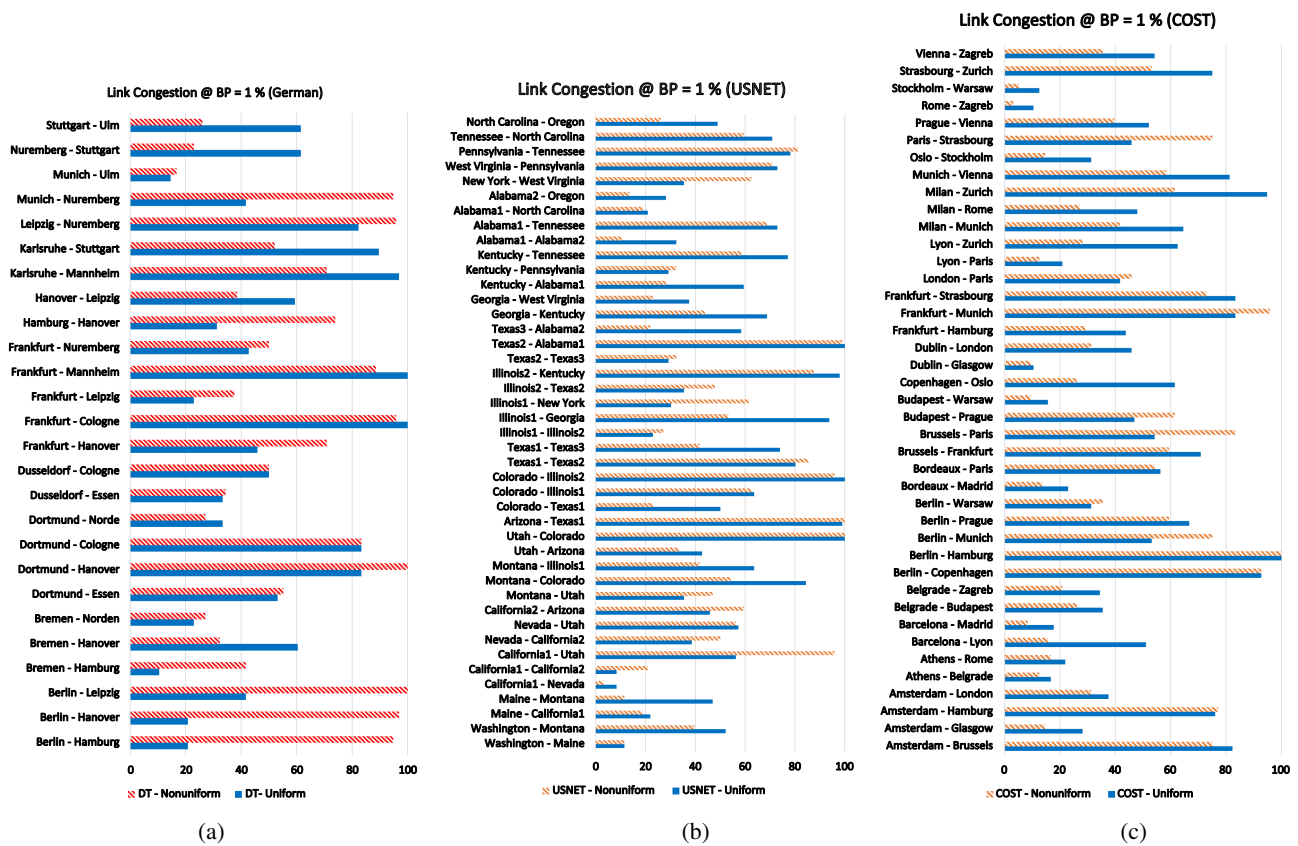 Link Congestion @ BP = 1 % (German)
Stuttgart - Ulm
Nuremberg - Stuttgart
Munich - Ulm
Munich - Nuremberg
Leipzig - Nuremberg
Karlsruhe - Stuttgart
Karlsruhe - Mannheim
Hanover - Leipzig
Hamburg - Hanover
Frankfurt - Nuremberg
Frankfurt - Mannheim
Frankfurt - Leipzig
Frankfurt - Cologne
Frankfurt - Hanover
Dusseldorf - Cologne
Dusseldorf - Essen
Dortmund - Norde
Dortmund - Cologne
Dortmund - Hanover
Dortmund - Essen
Bremen - Norden
Bremen - Hanover
Bremen - Hamburg
Berlin - Leipzig
Berlin - Hanover
Berlin - Hamburg
0 20 40 60 80 100
DT - Nonuniform DT - Uniform
(a)
Link Congestion @ BP = 1 % (USNET)
North Carolina - Oregon
Tennessee - North Carolina
Pennsylvania - Tennessee
West Virginia - Pennsylvania
New York - West Virginia
Alabama2 - Oregon
Alabama1 - North Carolina
Alabama1 - Tennessee
Alabama1 - Alabama2
Kentucky - Tennessee
Kentucky - Pennsylvania
Kentucky - Alabama1
Georgia - West Virginia
Georgia - Kentucky
Texas3 - Alabama2
Texas2 - Alabama1
Texas2 - Texas3
Illinois2 - Kentucky
Illinois2 - Texas2
Illinois1 - New York
Illinois1 - Georgia
Illinois1 - Illinois2
Texas1 - Texas3
Texas1 - Texas2
Colorado - Illinois2
Colorado - Illinois1
Colorado - Texas1
Arizona - Texas1
Utah - Colorado
Utah - Arizona
Montana - Illinois1
Montana - Colorado
Montana - Utah
California2 - Arizona
Nevada - Utah
Nevada - California2
California1 - Utah
California1 - California2
California1 - Nevada
Maine - Montana
Maine - California1
Washington - Montana
Washington - Maine
0 20 40 60 80 100
USNET - Nonuniform USNET - Uniform
(b)
Link Congestion @ BP = 1 % (COST)
Vienna - Zagreb
Strasbourg - Zurich
Stockholm - Warsaw
Rome - Zagreb
Prague - Vienna
Paris - Strasbourg
Oslo - Stockholm
Munich - Vienna
Milan - Zurich
Milan - Rome
Milan - Munich
Lyon - Zurich
Lyon - Paris
London - Paris
Frankfurt - Strasbourg
Frankfurt - Munich
Frankfurt - Hamburg
Dublin - London
Dublin - Glasgow
Copenhagen - Oslo
Budapest - Warsaw
Budapest - Prague
Brussels - Paris
Brussels - Frankfurt
Bordeaux - Paris
Bordeaux - Madrid
Berlin - Warsaw
Berlin - Prague
Berlin - Munich
Berlin - Hamburg
Berlin - Copenhagen
Belgrade - Zagreb
Belgrade - Budapest
Barcelona - Madrid
Barcelona - Lyon
Athens - Rome
Athens - Belgrade
Amsterdam - London
Amsterdam - Hamburg
Amsterdam - Glasgow
Amsterdam - Brussels
0 20 40 60 80 100
COST - Nonuniform COST - Uniform
(c)